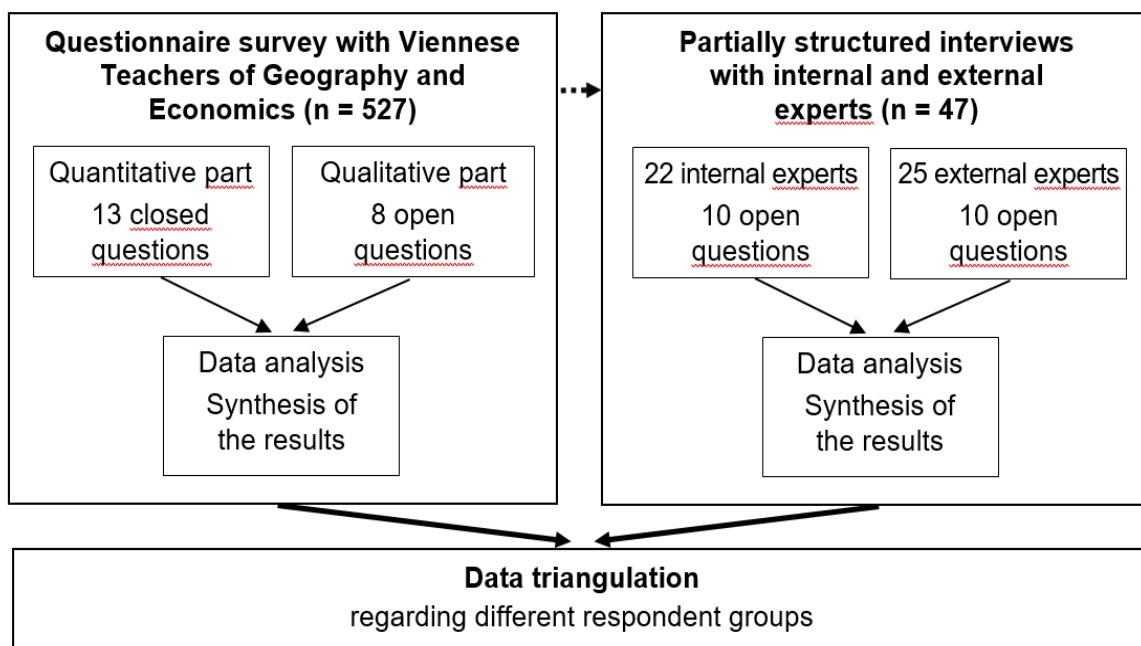 Questionnaire survey with Viennese
Teachers of Geography and
Economics (n = 527)
Quantitative part
13 closed
questions
Qualitative part
8 open
questions
Data analysis
Synthesis of
the results
Partially structured interviews
with internal and external
experts (n = 47)
22 internal experts
10 open
questions
25 external experts
10 open
questions
Data analysis
Synthesis of
the results
Data triangulation
regarding different respondent groups